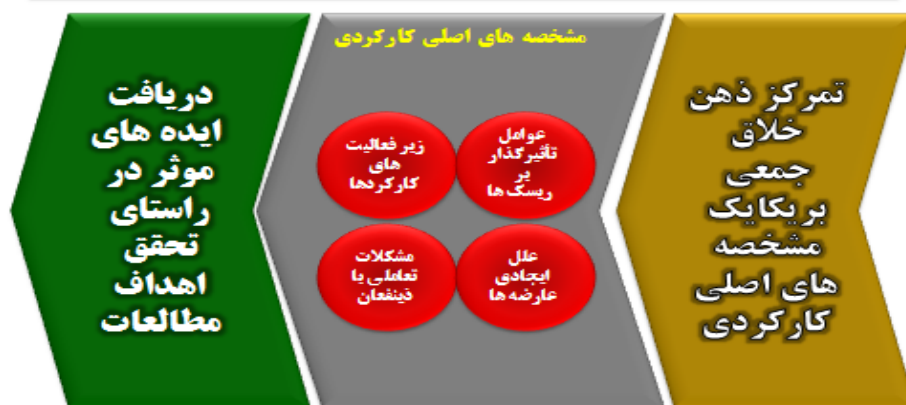 تمرکز ذهن
خلاق
جمعی
بریکایک
مشخصه
های اصلی
کارکردی
مشخصه های اصلی کارکردی
عوامل
تأثیرگذار
بر
ریسک ها
زیر فعالیت
های
کارکردها
علل
ایجادی
عارضه ها
مشکلات
تعاملی با
ذینفعان
دریافت
ایده های
موثر در
راستای
تحقق
اهداف
مطالعات